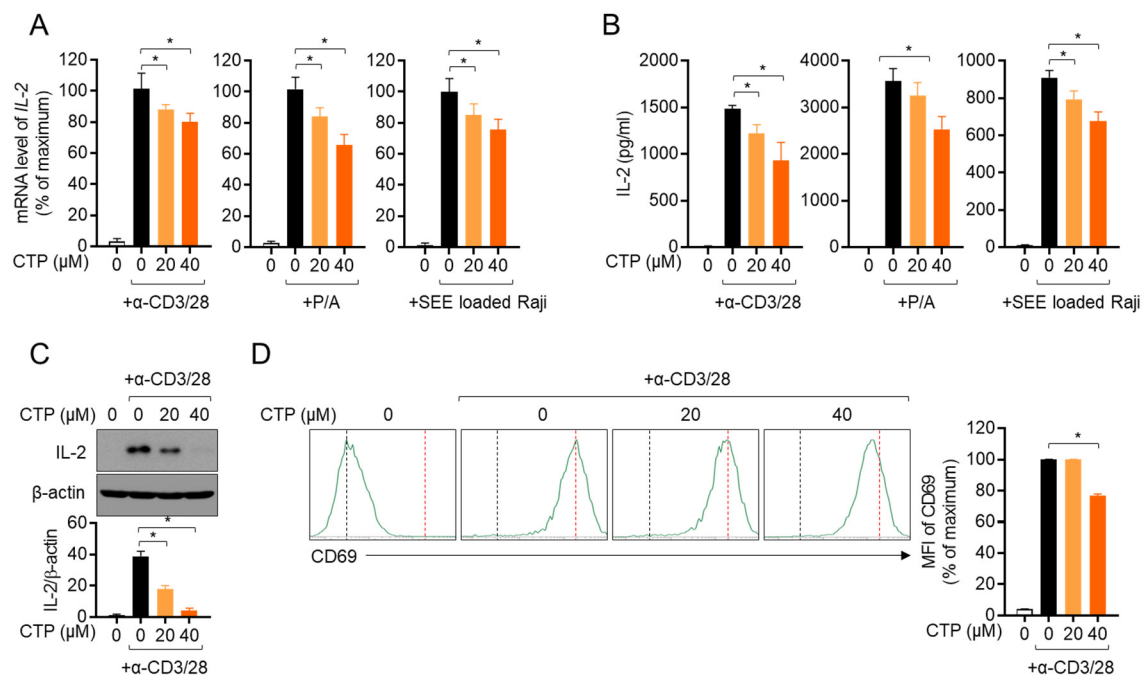 A
mRNA level of IL-2
(% of maximum)
120
100
80
60
40
20
0
* *
CTP (µM) 0 0 20 40
+α-CD3/28
120
100
80
60
40
20
0
* *
0 0 20 40
+P/A
120
100
80
60
40
20
0
* *
0 0 20 40
+SEE loaded Raji
B
IL-2 (pg/ml)
2000
1500
1000
500
0
* *
CTP (µM) 0 0 20 40
+α-CD3/28
4000
3000
2000
1000
0
*
0 0 20 40
+P/A
1000
800
600
400
200
0
* *
0 0 20 40
+SEE loaded Raji
C
+α-CD3/28
CTP (µM) 0 0 20 40
IL-2
β-actin
IL-2/β-actin
60
40
20
0
* *
CTP (µM) 0 0 20 40
+α-CD3/28
D
+α-CD3/28
CTP (µM) 0 0 20 40
CD69
MFI of CD69
(% of maximum)
120
100
80
60
40
20
0
*
CTP (µM) 0 0 20 40
+α-CD3/28